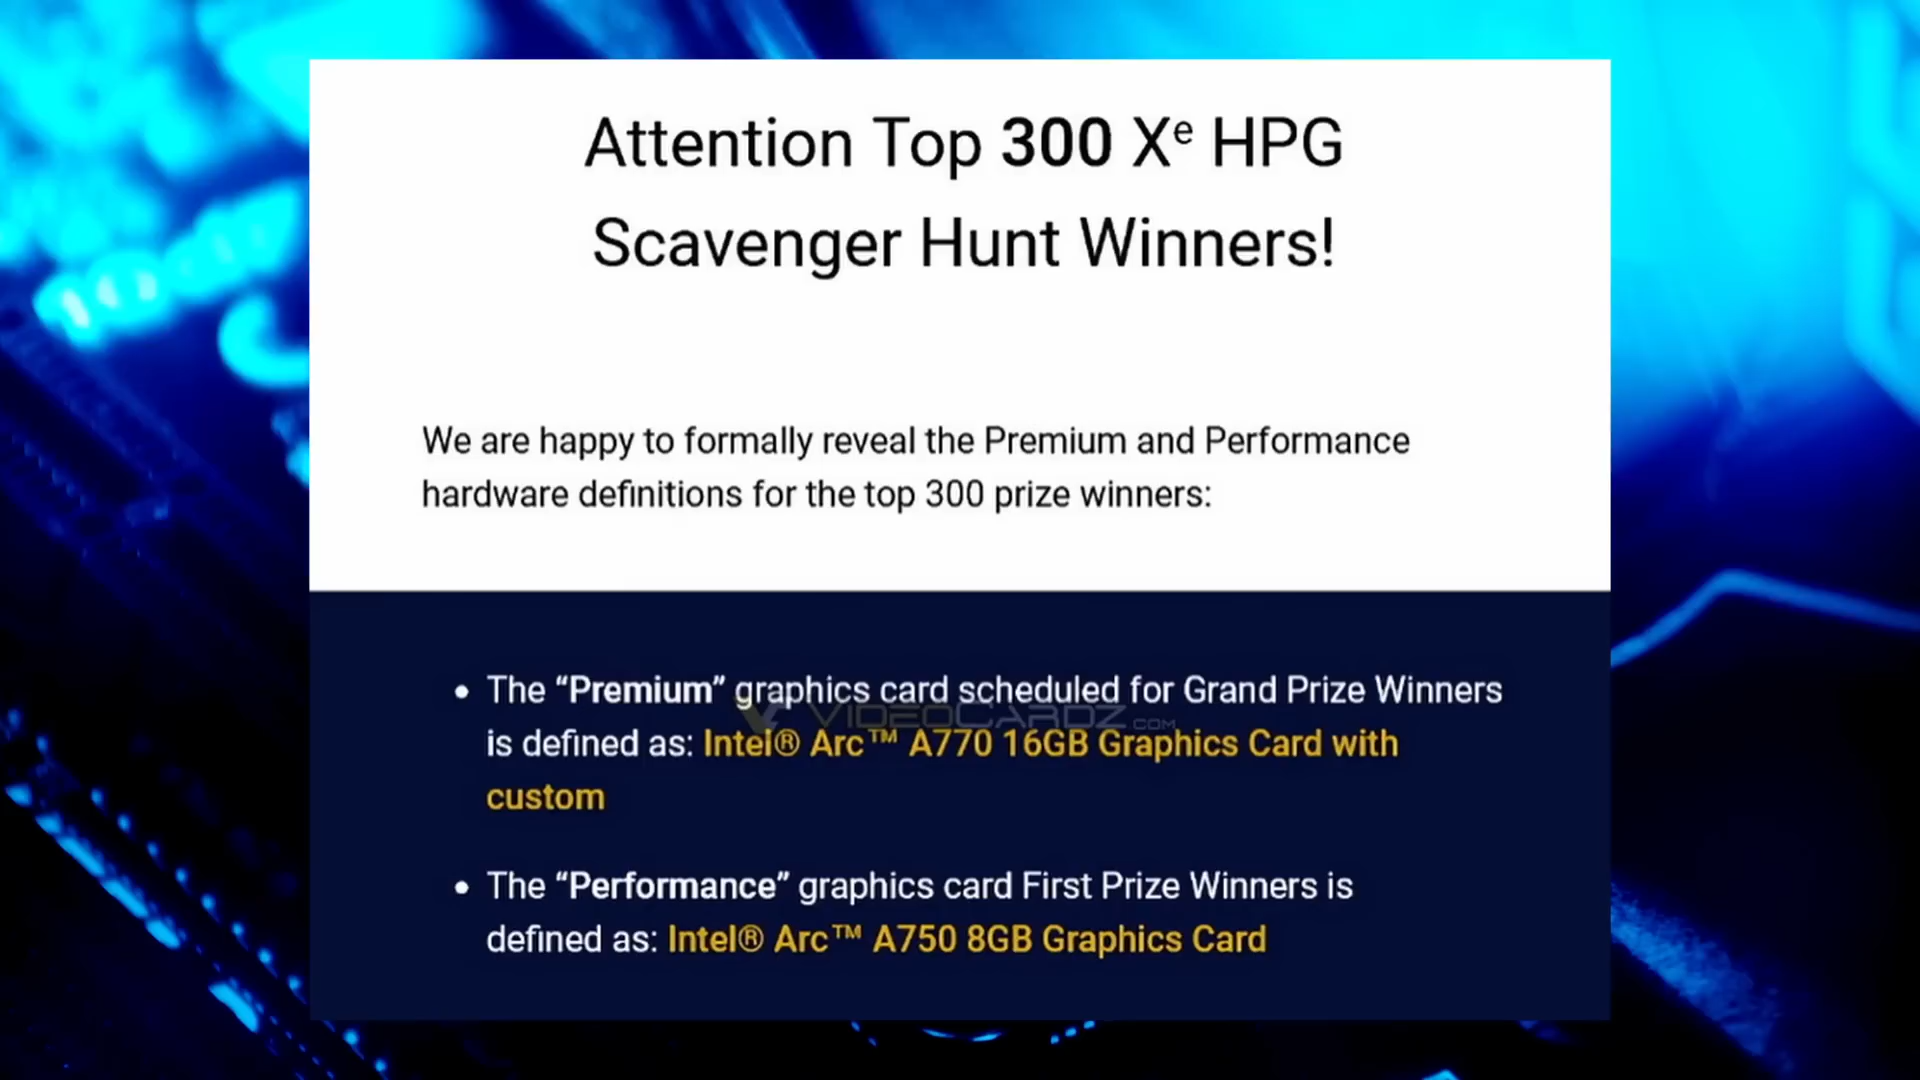 Attention Top 300 Xᵉ HPG
Scavenger Hunt Winners!
We are happy to formally reveal the Premium and Performance
hardware definitions for the top 300 prize winners:
• The “Premium” graphics card scheduled for Grand Prize Winners
VIDEOCARDZ.COM
is defined as: Intel® Arc™ A770 16GB Graphics Card with
custom
• The “Performance” graphics card First Prize Winners is
defined as: Intel® Arc™ A750 8GB Graphics Card